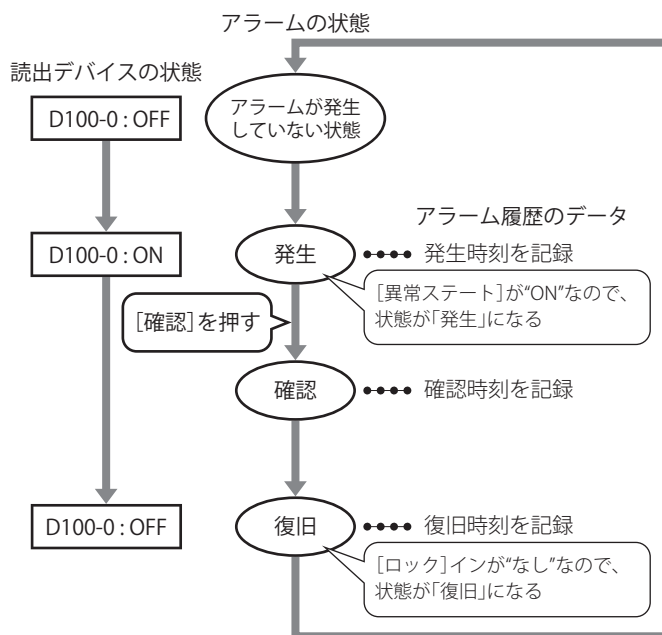 アラームの状態
読出デバイスの状態
D100-0 : OFF
アラームが発生
していない状態
アラーム履歴のデータ
D100-0 : ON
発生
発生時刻を記録
［異常ステート］が“ON”なので、
状態が「発生」になる
［確認］を押す
確認
確認時刻を記録
D100-0 : OFF
復旧
復旧時刻を記録
［ロック］インが“なし”なので、
状態が「復旧」になる